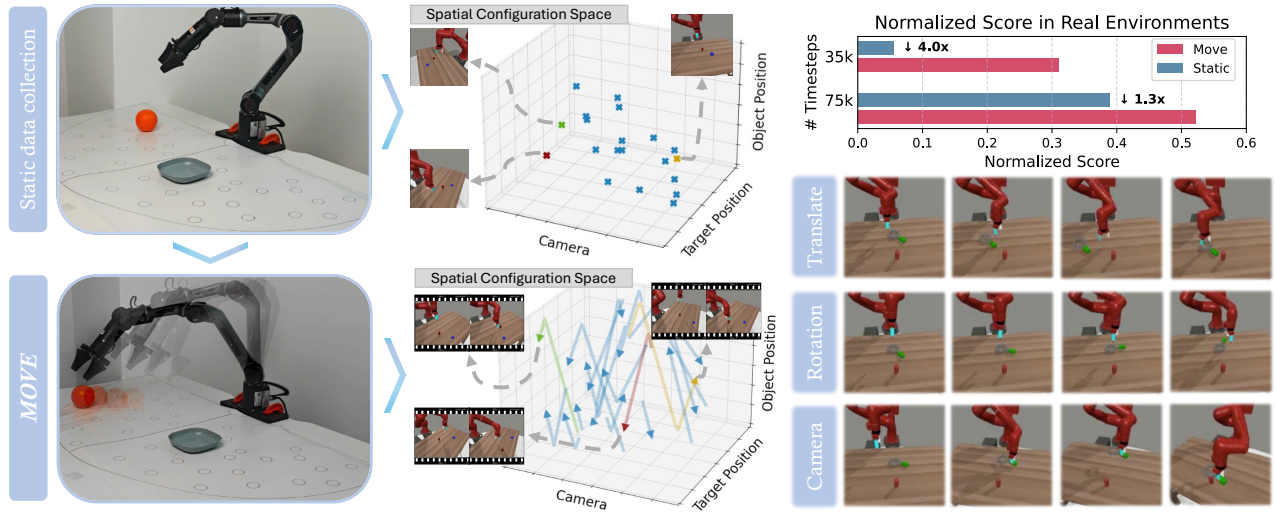 Static data collection
Spatial Configuration Space
Camera
Target Position
Object Position
MOVE
Spatial Configuration Space
Camera
Target Position
Object Position
Normalized Score in Real Environments
# Timesteps
35k
75k
↓ 4.0x
↓ 1.3x
Move
Static
0.0 0.1 0.2 0.3 0.4 0.5 0.6
Normalized Score
Translate
Rotation
Camera